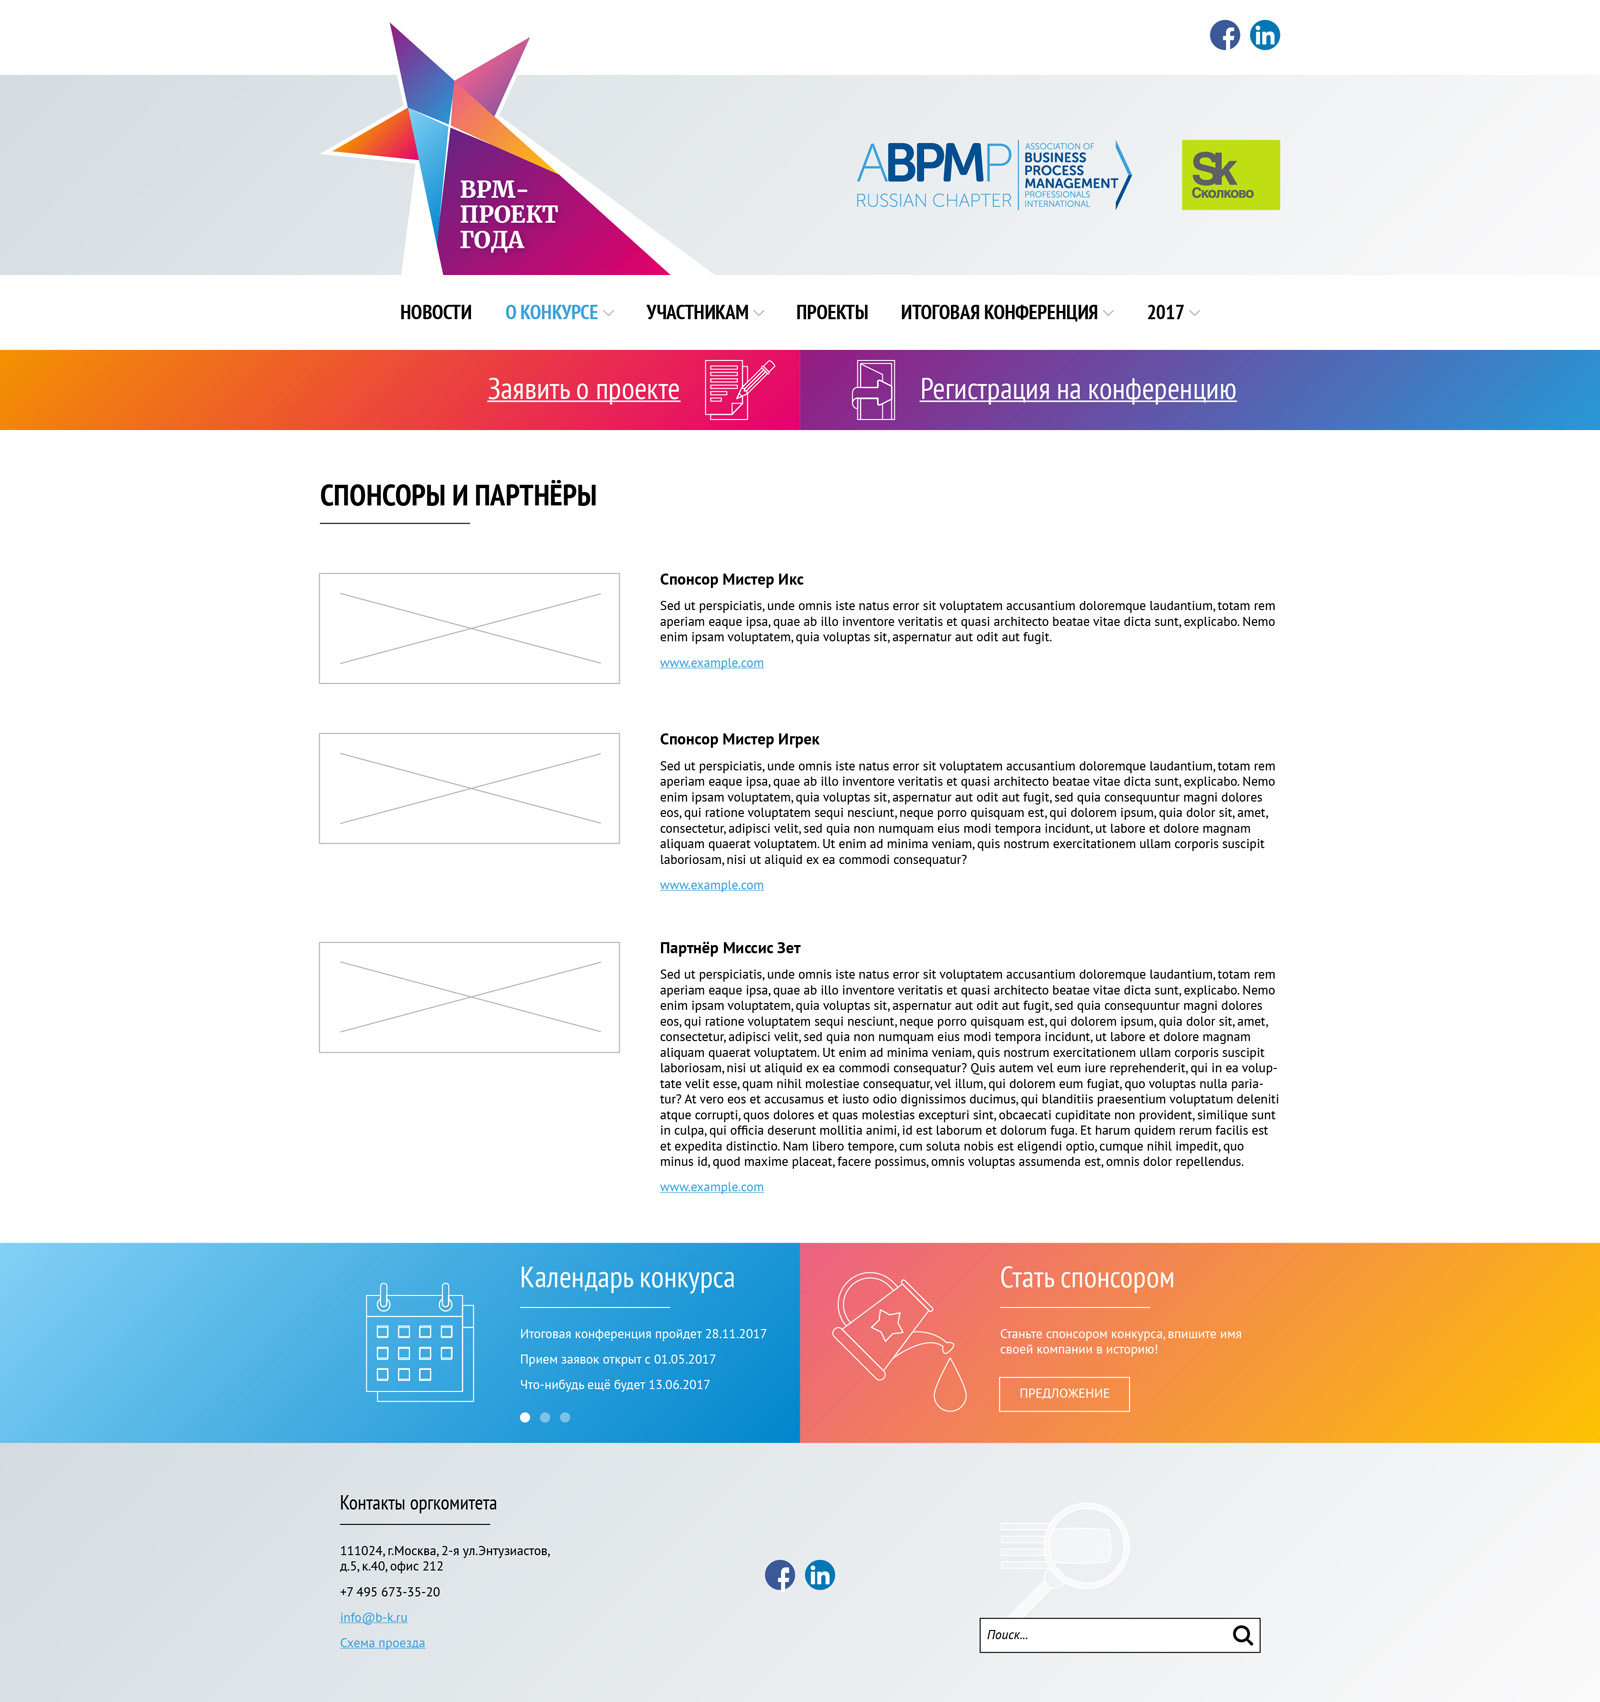 BPM-
ПРОЕКТ
ГОДА
ABPMP
RUSSIAN CHAPTER
ASSOCIATION OF
BUSINESS
PROCESS
MANAGEMENT
PROFESSIONALS
INTERNATIONAL
Sk
Сколково
НОВОСТИ О КОНКУРСЕ УЧАСТНИКАМ ПРОЕКТЫ ИТОГОВАЯ КОНФЕРЕНЦИЯ 2017
Заявить о проекте
Регистрация на конференцию
СПОНСОРЫ И ПАРТНЁРЫ
Спонсор Мистер Икс
Sed ut perspiciatis, unde omnis iste natus error sit voluptatem accusantium doloremque laudantium, totam rem
aperiam eaque ipsa, quae ab illo inventore veritatis et quasi architecto beatae vitae dicta sunt, explicabo. Nemo
enim ipsam voluptatem, quia voluptas sit, aspernatur aut odit aut fugit.
www.example.com
Спонсор Мистер Игрек
Sed ut perspiciatis, unde omnis iste natus error sit voluptatem accusantium doloremque laudantium, totam rem
aperiam eaque ipsa, quae ab illo inventore veritatis et quasi architecto beatae vitae dicta sunt, explicabo. Nemo
enim ipsam voluptatem, quia voluptas sit, aspernatur aut odit aut fugit, sed quia consequuntur magni dolores
eos, qui ratione voluptatem sequi nesciunt, neque porro quisquam est, qui dolorem ipsum, quia dolor sit, amet,
consectetur, adipisci velit, sed quia non numquam eius modi tempora incidunt, ut labore et dolore magnam
aliquam quaerat voluptatem. Ut enim ad minima veniam, quis nostrum exercitationem ullam corporis suscipit
laboriosam, nisi ut aliquid ex ea commodi consequatur?
www.example.com
Партнёр Миссис Зет
Sed ut perspiciatis, unde omnis iste natus error sit voluptatem accusantium doloremque laudantium, totam rem
aperiam eaque ipsa, quae ab illo inventore veritatis et quasi architecto beatae vitae dicta sunt, explicabo. Nemo
enim ipsam voluptatem, quia voluptas sit, aspernatur aut odit aut fugit, sed quia consequuntur magni dolores
eos, qui ratione voluptatem sequi nesciunt, neque porro quisquam est, qui dolorem ipsum, quia dolor sit, amet,
consectetur, adipisci velit, sed quia non numquam eius modi tempora incidunt, ut labore et dolore magnam
aliquam quaerat voluptatem. Ut enim ad minima veniam, quis nostrum exercitationem ullam corporis suscipit
laboriosam, nisi ut aliquid ex ea commodi consequatur? Quis autem vel eum iure reprehenderit, qui in ea volup-
tate velit esse, quam nihil molestiae consequatur, vel illum, qui dolorem eum fugiat, quo voluptas nulla paria-
tur? At vero eos et accusamus et iusto odio dignissimos ducimus, qui blanditiis praesentium voluptatum deleniti
atque corrupti, quos dolores et quas molestias excepturi sint, obcaecati cupiditate non provident, similique sunt
in culpa, qui officia deserunt mollitia animi, id est laborum et dolorum fuga. Et harum quidem rerum facilis est
et expedita distinctio. Nam libero tempore, cum soluta nobis est eligendi optio, cumque nihil impedit, quo
minus id, quod maxime placeat, facere possimus, omnis voluptas assumenda est, omnis dolor repellendus.
www.example.com
Календарь конкурса
Итоговая конференция пройдет 28.11.2017
Прием заявок открыт с 01.05.2017
Что-нибудь ещё будет 13.06.2017
Стать спонсором
Станьте спонсором конкурса, впишите имя
своей компании в историю!
ПРЕДЛОЖЕНИЕ
Контакты оргкомитета
111024, г.Москва, 2-я ул.Энтузиастов,
д.5, к.40, офис 212
+7 495 673-35-20
info@b-k.ru
Схема проезда
Поиск...